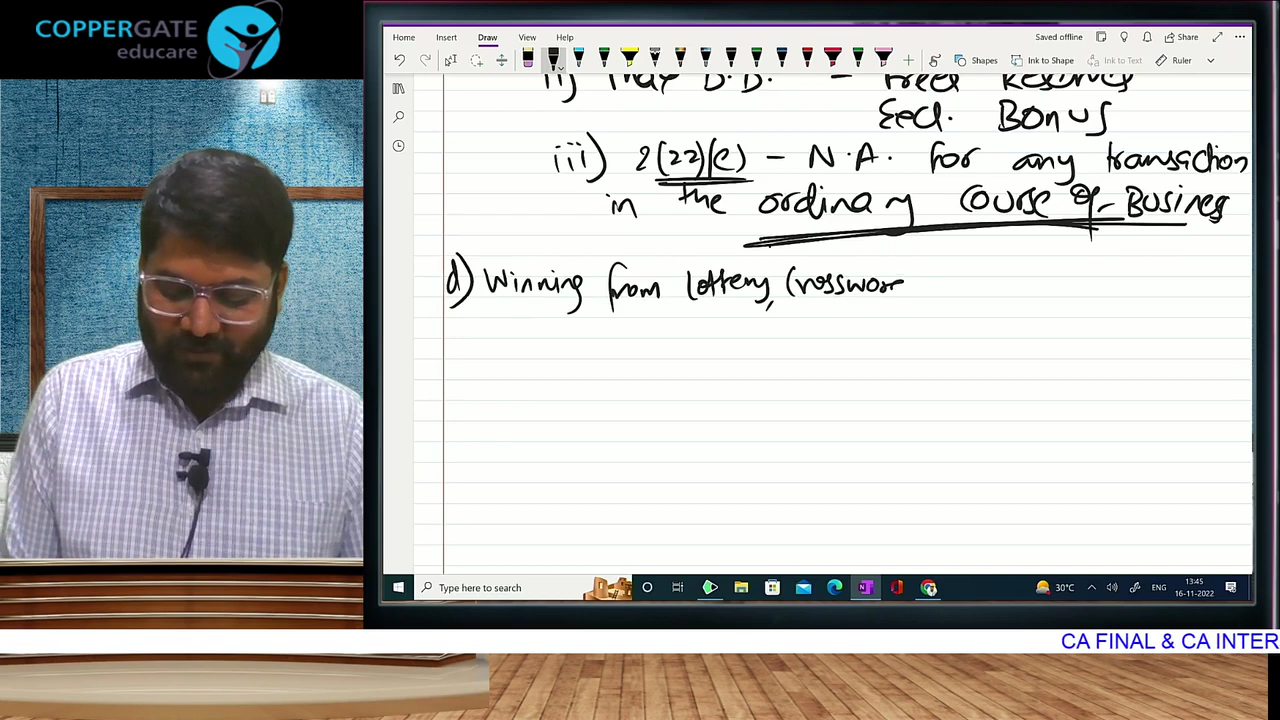 COPPERGATE
educare
Home Insert Draw View Help
Saved offline
Share
Shapes
Ink to Shape
Ink to Text
Ruler
Reserves
Excl. Bonus
iii) 2(22)(e) - N.A. for any transaction
in the ordinary course of Business
d) Winning from lottery, Crosswor
Type here to search
30°C
ENG
13:45
16-11-2022
CA FINAL & CA INTER